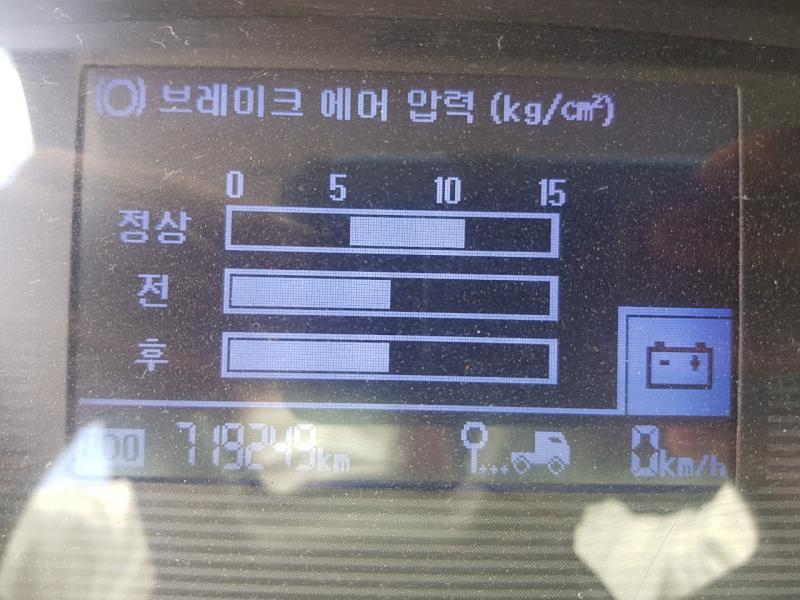 브레이크 에어 압력 (kg/cm²)
0 5 10 15
정상
전
후
ODO 719249km 0km/h